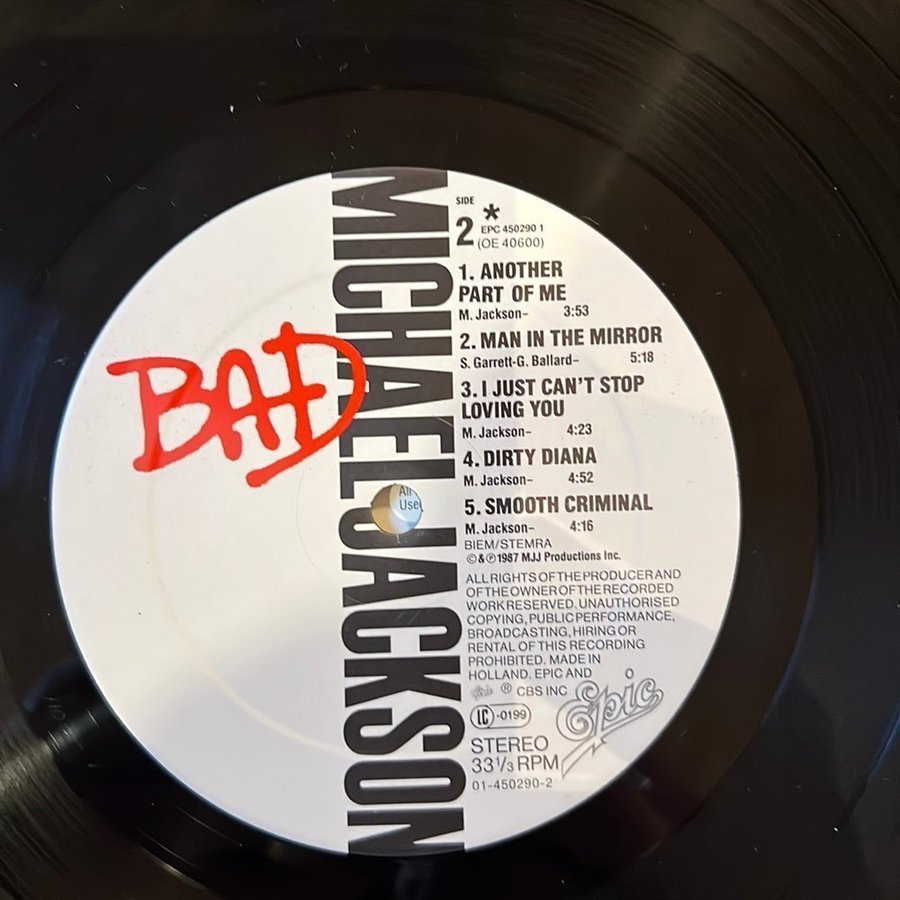 BAD
MICHAEL JACKSON
SIDE
2 *
EPC 450290 1
(OE 40600)
1. ANOTHER
PART OF ME
M. Jackson– 3:53
2. MAN IN THE MIRROR
S. Garrett-G. Ballard– 5:18
3. I JUST CAN'T STOP
LOVING YOU
M. Jackson– 4:23
4. DIRTY DIANA
M. Jackson– 4:52
5. SMOOTH CRIMINAL
M. Jackson– 4:16
BIEM/STEMRA
©&℗1987 MJJ Productions Inc.
ALL RIGHTS OF THE PRODUCER AND
OF THE OWNER OF THE RECORDED
WORK RESERVED. UNAUTHORISED
COPYING, PUBLIC PERFORMANCE,
BROADCASTING, HIRING OR
RENTAL OF THIS RECORDING
PROHIBITED. MADE IN
HOLLAND. EPIC AND
Epic ® CBS INC
LC -0199
Epic
STEREO
33 1/3 RPM
01-450290-2
All
Use